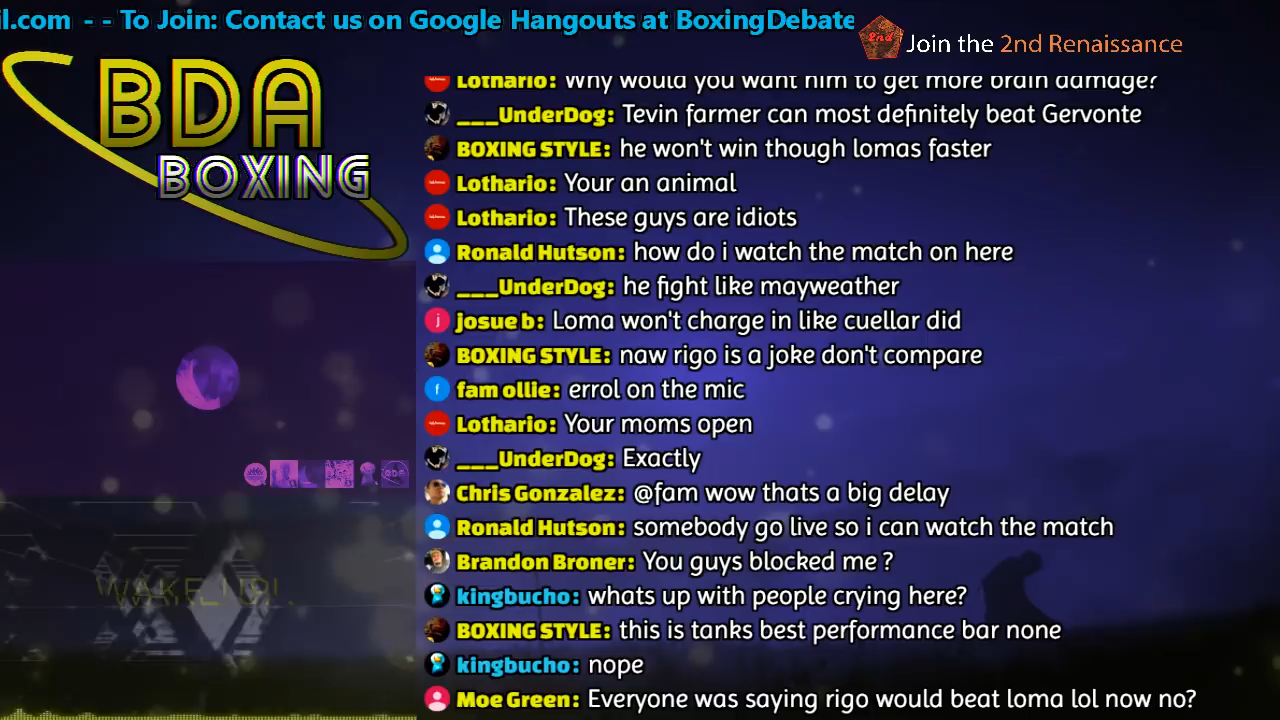 il.com - - To Join: Contact us on Google Hangouts at BoxingDebate
2nd
Join the 2nd Renaissance
BDA
BOXING
Lothario: Why would you want him to get more brain damage?
___UnderDog: Tevin farmer can most definitely beat Gervonte
BOXING STYLE: he won't win though lomas faster
Lothario: Your an animal
Lothario: These guys are idiots
Ronald Hutson: how do i watch the match on here
___UnderDog: he fight like mayweather
josue b: Loma won't charge in like cuellar did
BOXING STYLE: naw rigo is a joke don't compare
fam ollie: errol on the mic
Lothario: Your moms open
___UnderDog: Exactly
Chris Gonzalez: @fam wow thats a big delay
Ronald Hutson: somebody go live so i can watch the match
Brandon Broner: You guys blocked me ?
kingbucho: whats up with people crying here?
BOXING STYLE: this is tanks best performance bar none
kingbucho: nope
Moe Green: Everyone was saying rigo would beat loma lol now no?
j
f
BDA
WAKE_UP!_